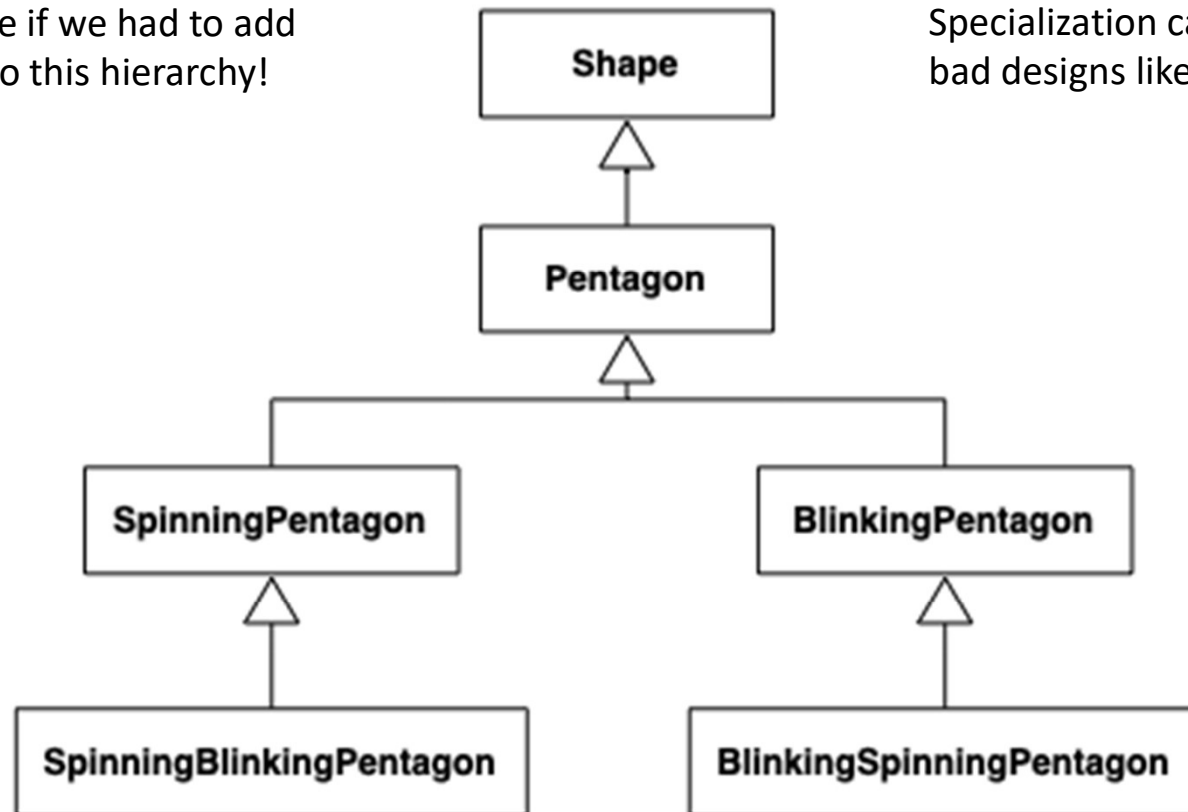 e if we had to add
o this hierarchy!
Specialization ca
bad designs like
Shape
Pentagon
SpinningPentagon
BlinkingPentagon
SpinningBlinkingPentagon
BlinkingSpinningPentagon